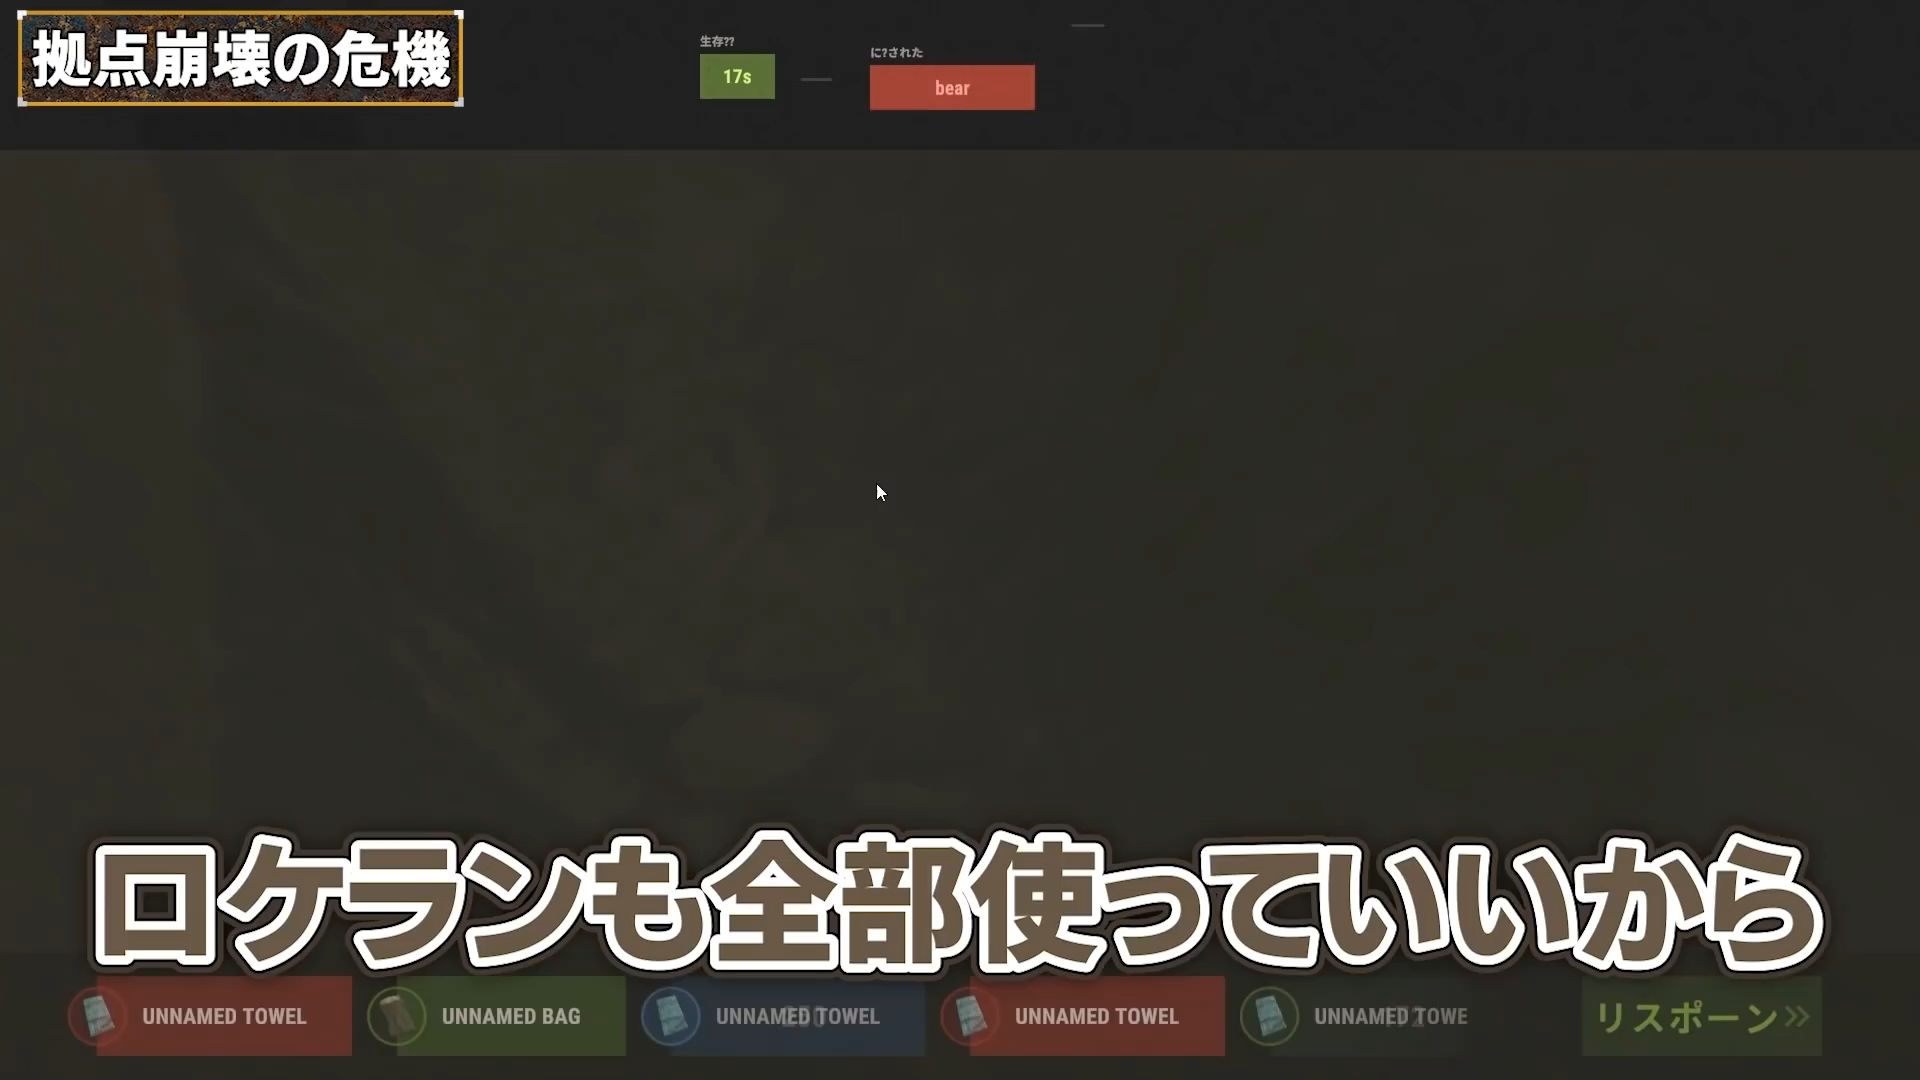 拠点崩壊の危機
生存??
17s
に?された
bear
ロケランも全部使っていいから
UNNAMED TOWEL
UNNAMED BAG
UNNAMED TOWEL
UNNAMED TOWEL
UNNAMED TOWE
リスポーン»